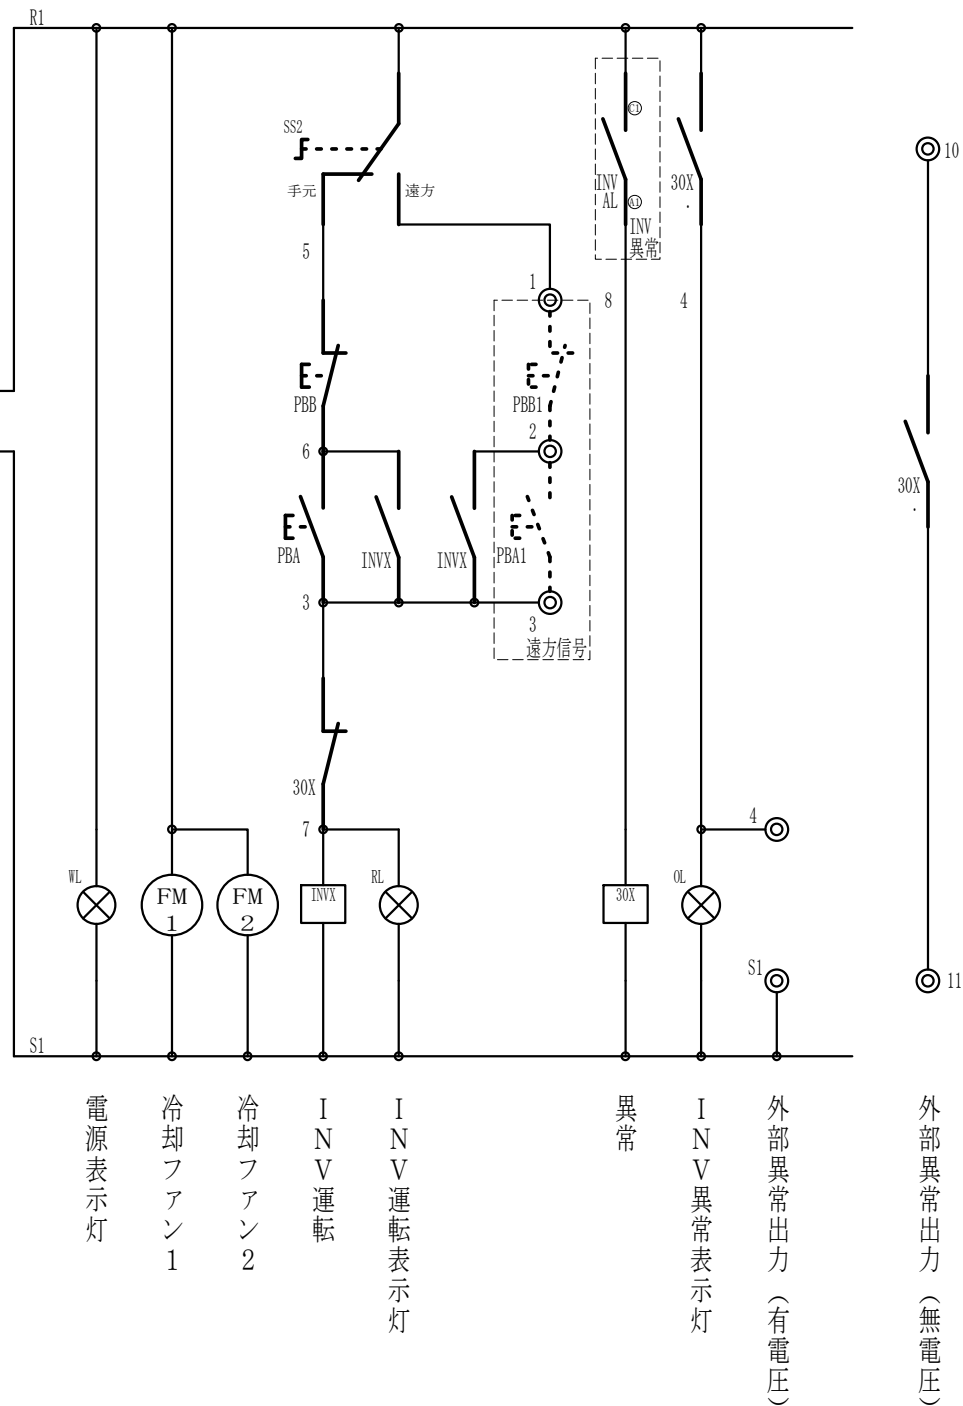 R1
SS2
手元
遠方
C1
INV
AL
A1
INV
異常
30X
.
10
5
1
8
4
PBB
PBB1
6
2
30X
.
PBA
INVX
INVX
PBA1
3
3
遠方信号
30X
7
4
WL
FM
1
FM
2
INVX
RL
30X
OL
S1
11
S1
電源表示灯
冷却ファン1
冷却ファン2
INV運転
INV運転表示灯
異常
INV異常表示灯
外部異常出力（有電圧）
外部異常出力（無電圧）